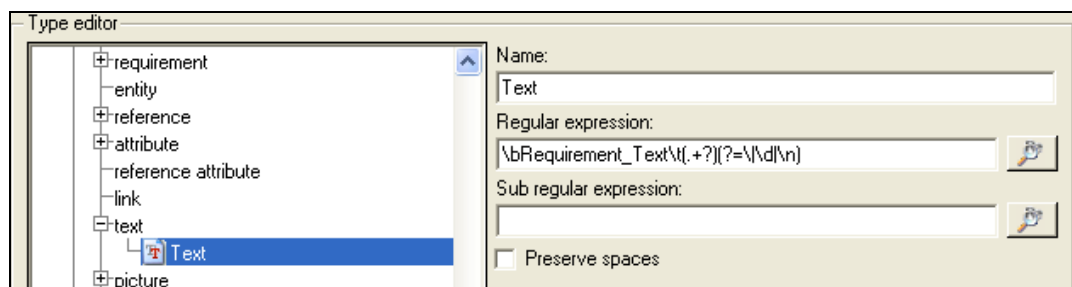 Type editor
requirement
entity
reference
attribute
reference attribute
link
text
Text
picture
Name:
Text
Regular expression:
\bRequirement_Text\t(.+?)(?=\|\d|\n)
Sub regular expression:
Preserve spaces